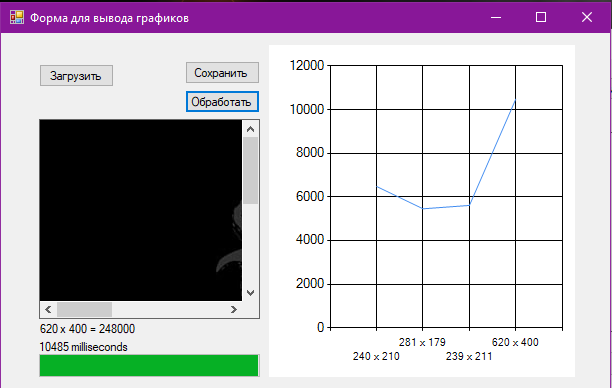 Форма для вывода графиков
Загрузить
Сохранить
Обработать
620 x 400 = 248000
10485 milliseconds
12000
10000
8000
6000
4000
2000
0
281 x 179
620 x 400
240 x 210
239 x 211